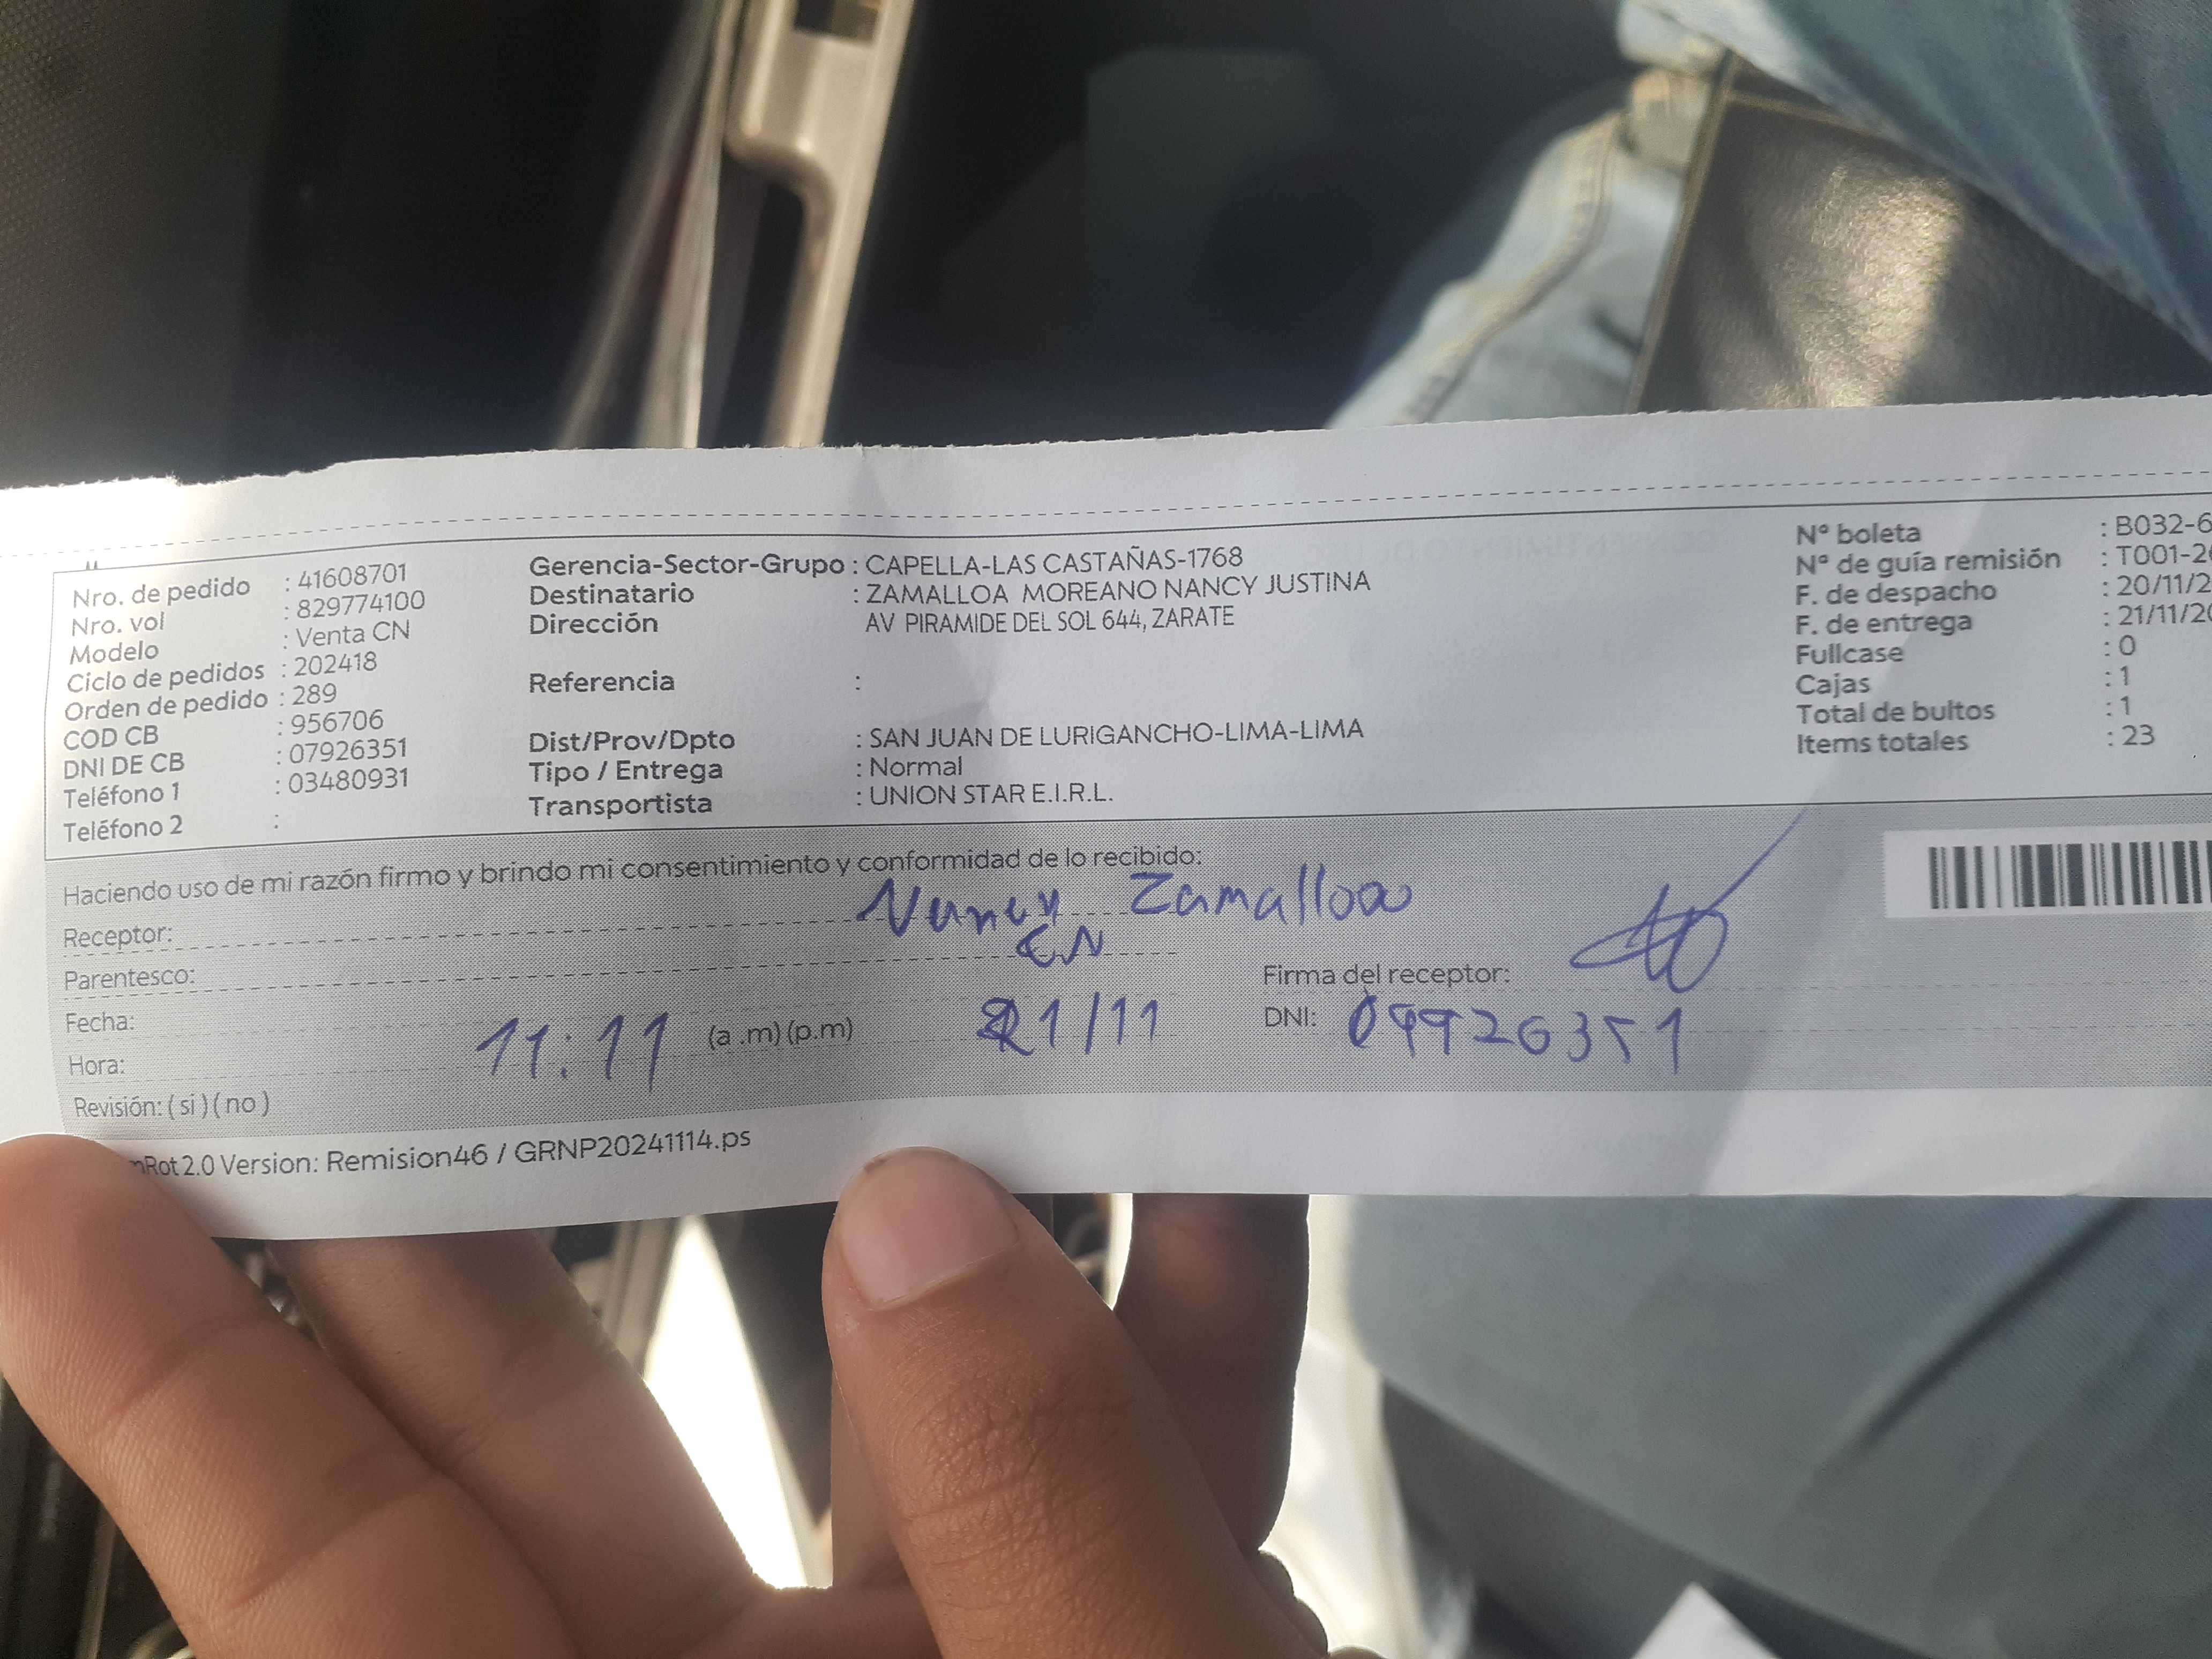 Nro. de pedido : 41608701
Nro. vol : 829774100
Modelo : Venta CN
Ciclo de pedidos : 202418
Orden de pedido : 289
COD CB : 956706
DNI DE CB : 07926351
Teléfono 1 : 03480931
Teléfono 2 :
Gerencia-Sector-Grupo : CAPELLA-LAS CASTAÑAS-1768
Destinatario : ZAMALLOA MOREANO NANCY JUSTINA
Dirección AV PIRAMIDE DEL SOL 644, ZARATE
Referencia :
Dist/Prov/Dpto : SAN JUAN DE LURIGANCHO-LIMA-LIMA
Tipo / Entrega : Normal
Transportista : UNION STAR E.I.R.L.
Nº boleta : B032-6
Nº de guía remisión : T001-2
F. de despacho : 20/11/2
F. de entrega : 21/11/20
Fullcase : 0
Cajas : 1
Total de bultos : 1
Items totales : 23
Haciendo uso de mi razón firmo y brindo mi consentimiento y conformidad de lo recibido:
Receptor: Nancy Zamalloa
Parentesco: CN
Firma del receptor:
Fecha: 21/11
DNI: 09926351
Hora: 11:11 (a .m) (p.m)
Revisión: ( si ) ( no )
Rot 2.0 Version: Remision46 / GRNP20241114.ps